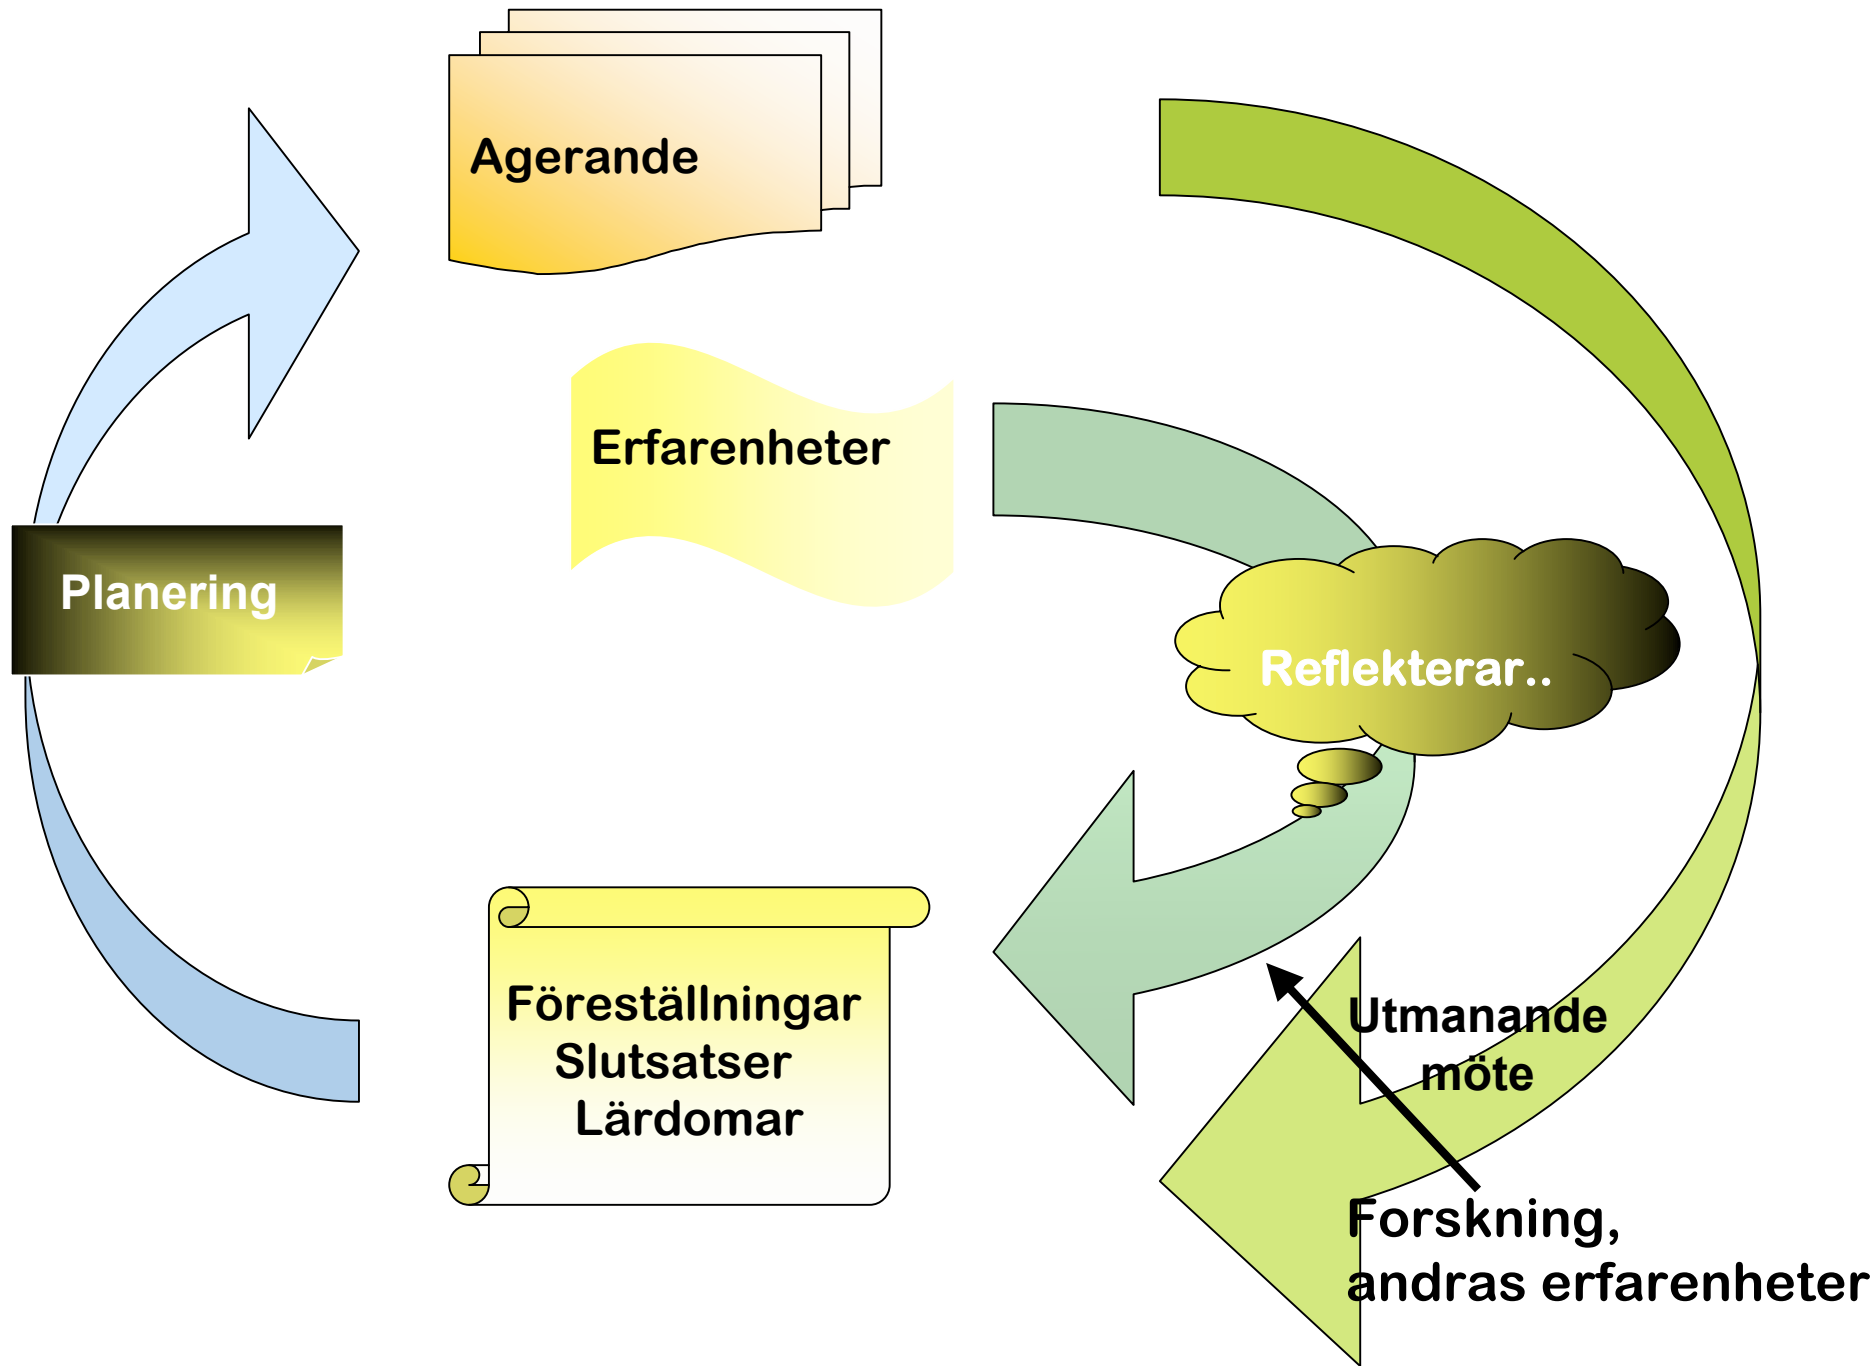 Agerande
Erfarenheter
Planering
Reflekterar..
Föreställningar
Slutsatser
Lärdomar
Utmanande
möte
Forskning,
andras erfarenheter